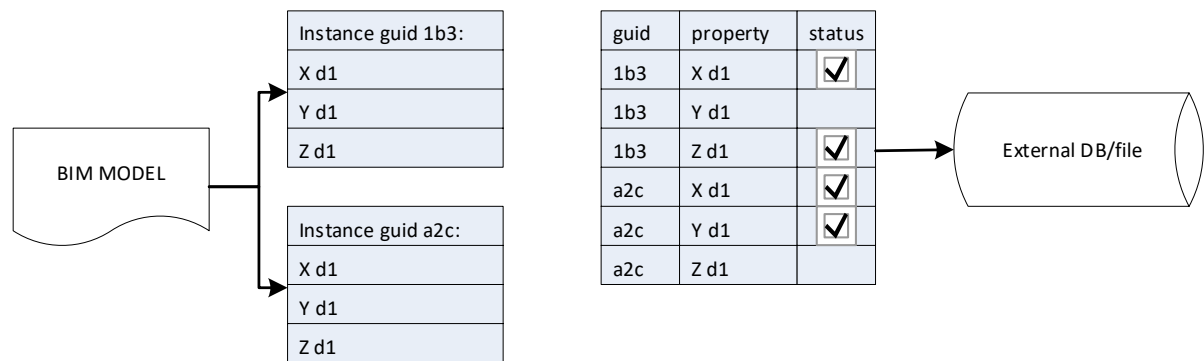 BIM MODEL
Instance guid 1b3:
X d1
Y d1
Z d1
Instance guid a2c:
X d1
Y d1
Z d1
guid property status
1b3 X d1
1b3 Y d1
1b3 Z d1
a2c X d1
a2c Y d1
a2c Z d1
External DB/file